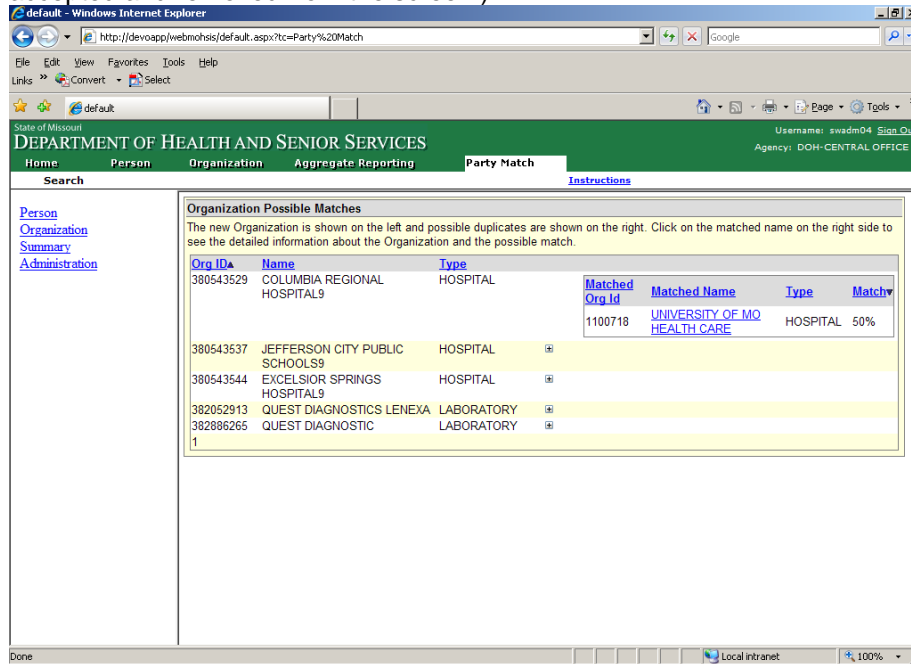 default - Windows Internet Explorer
http://devoapp/webmohsis/default.aspx?tc=Party%20Match
Google
File Edit View Favorites Tools Help
Links » Convert Select
default
Page Tools
State of Missouri
DEPARTMENT OF HEALTH AND SENIOR SERVICES
Username: swadm04 Sign Ou
Agency: DOH-CENTRAL OFFICE
Home Person Organization Aggregate Reporting Party Match
Search Instructions
Person
Organization
Summary
Administration
Organization Possible Matches
The new Organization is shown on the left and possible duplicates are shown on the right. Click on the matched name on the right side to
see the detailed information about the Organization and the possible match.
Org ID▲ Name Type
380543529 COLUMBIA REGIONAL HOSPITAL
HOSPITAL9
Matched Matched Name Type Match▼
Org Id
1100718 UNIVERSITY OF MO HOSPITAL 50%
HEALTH CARE
380543537 JEFFERSON CITY PUBLIC HOSPITAL
SCHOOLS9
380543544 EXCELSIOR SPRINGS HOSPITAL
HOSPITAL9
382052913 QUEST DIAGNOSTICS LENEXA LABORATORY
382886265 QUEST DIAGNOSTIC LABORATORY
1
Done Local intranet 100%